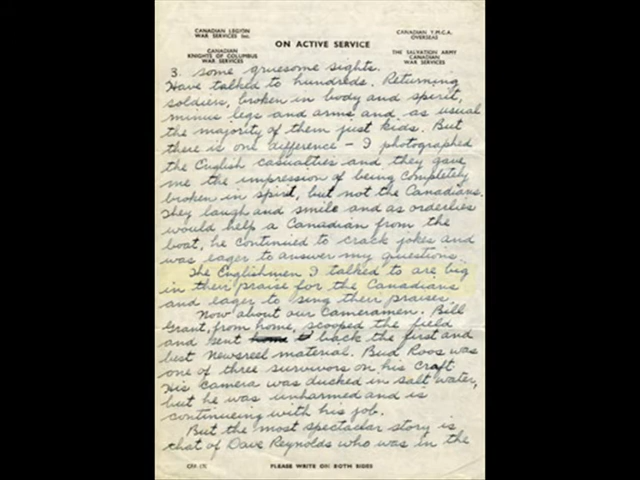 CANADIAN LEGION
WAR SERVICES Inc.
CANADIAN
KNIGHTS OF COLUMBUS
WAR SERVICES
ON ACTIVE SERVICE
CANADIAN Y.M.C.A.
OVERSEAS
THE SALVATION ARMY
CANADIAN
WAR SERVICES
3. some gruesome sights.
Have talked to hundreds. Returning
soldiers, broken in body and spirit,
minus legs and arms and as usual
the majority of them just kids. But
there is one difference – I photographed
the English casualties and they gave
me the impression of being completely
broken in spirit, but not the Canadians.
They laugh and smile and as orderlies
would help a Canadian from the
boat, he continued to crack jokes and
was eager to answer my questions.
The Englishmen I talked to are big
in their praise for the Canadians
and eager to sing their praises.
Now about our Cameramen. Bill
Grant, from home, scooped the field
and sent back the first and
best Newsreel material. Bud Roos was
one of three survivors on his craft
His camera was ducked in salt water,
but he was unharmed and is
continueing with his job.
But the most spectaclar story is
that of Dave Reynolds who was in the
PLEASE WRITE ON BOTH SIDES